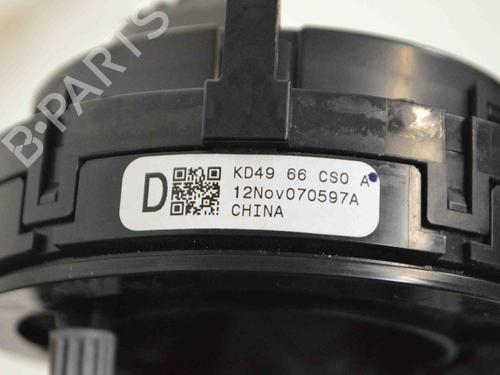 B-PARTS
D
KD49 66 CS0 A
12Nov070597A
CHINA